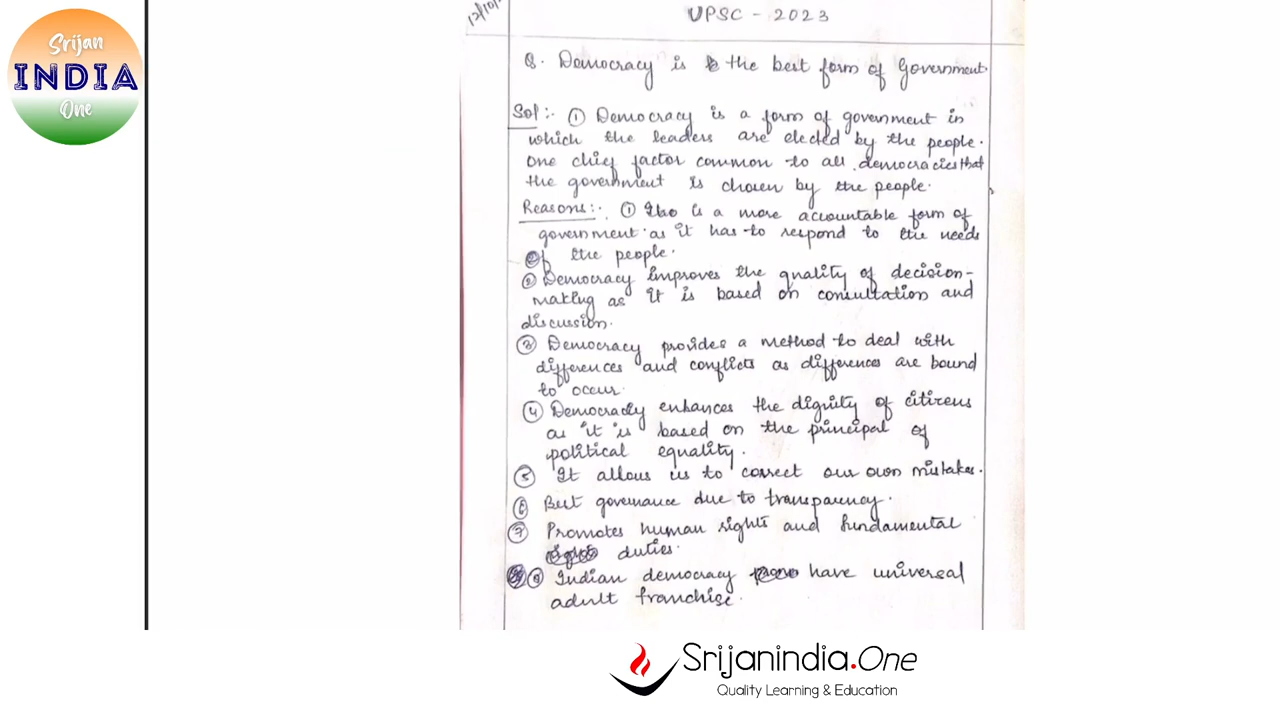 Srijan
INDIA
One
12/10/
UPSC - 2023
Q. Democracy is the best form of Government.
Sol:- ① Democracy is a form of government in
which the leaders are elected by the people.
One chief factor common to all democracies that
the government is chosen by the people.
Reasons:- ① is a more accountable form of
government as it has to respond to the needs
of the people.
② Democracy improves the quality of decision-
making as it is based on consultation and
discussion.
③ Democracy provides a method to deal with
differences and conflicts as differences are bound
to occur.
④ Democracy enhances the dignity of citizens
as it is based on the principal of
political equality.
⑤ It allows us to correct our own mistakes.
⑥ Best governance due to transparency.
⑦ Promotes human rights and fundamental
duties.
⑧ Indian democracy have universal
adult franchise.
Srijanindia.One
Quality Learning & Education